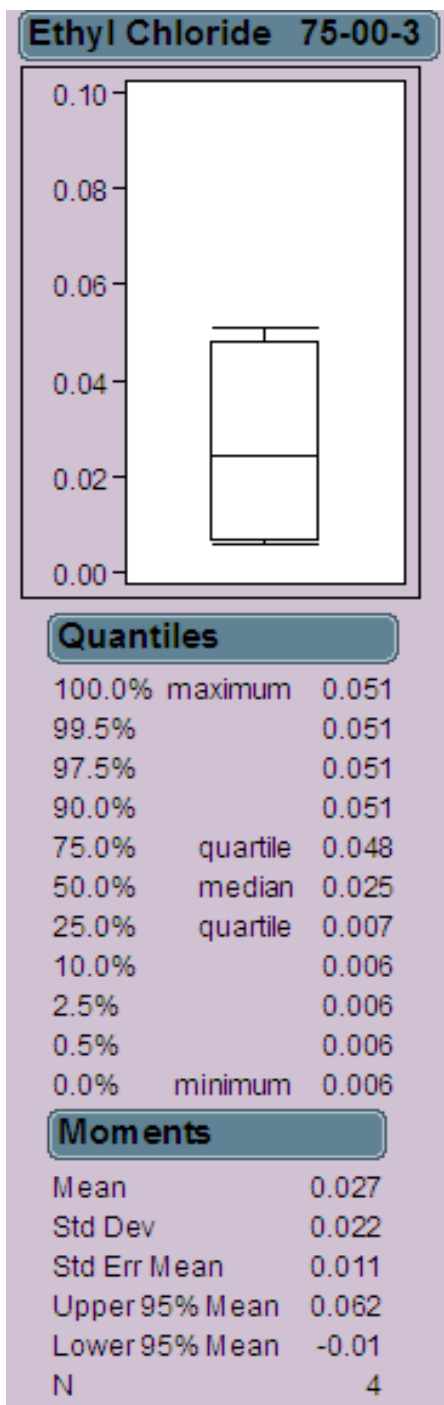 Ethyl Chloride 75-00-3
0.10
0.08
0.06
0.04
0.02
0.00
Quantiles
100.0% maximum 0.051
99.5% 0.051
97.5% 0.051
90.0% 0.051
75.0% quartile 0.048
50.0% median 0.025
25.0% quartile 0.007
10.0% 0.006
2.5% 0.006
0.5% 0.006
0.0% minimum 0.006
Moments
Mean 0.027
Std Dev 0.022
Std Err Mean 0.011
Upper 95% Mean 0.062
Lower 95% Mean -0.01
N 4